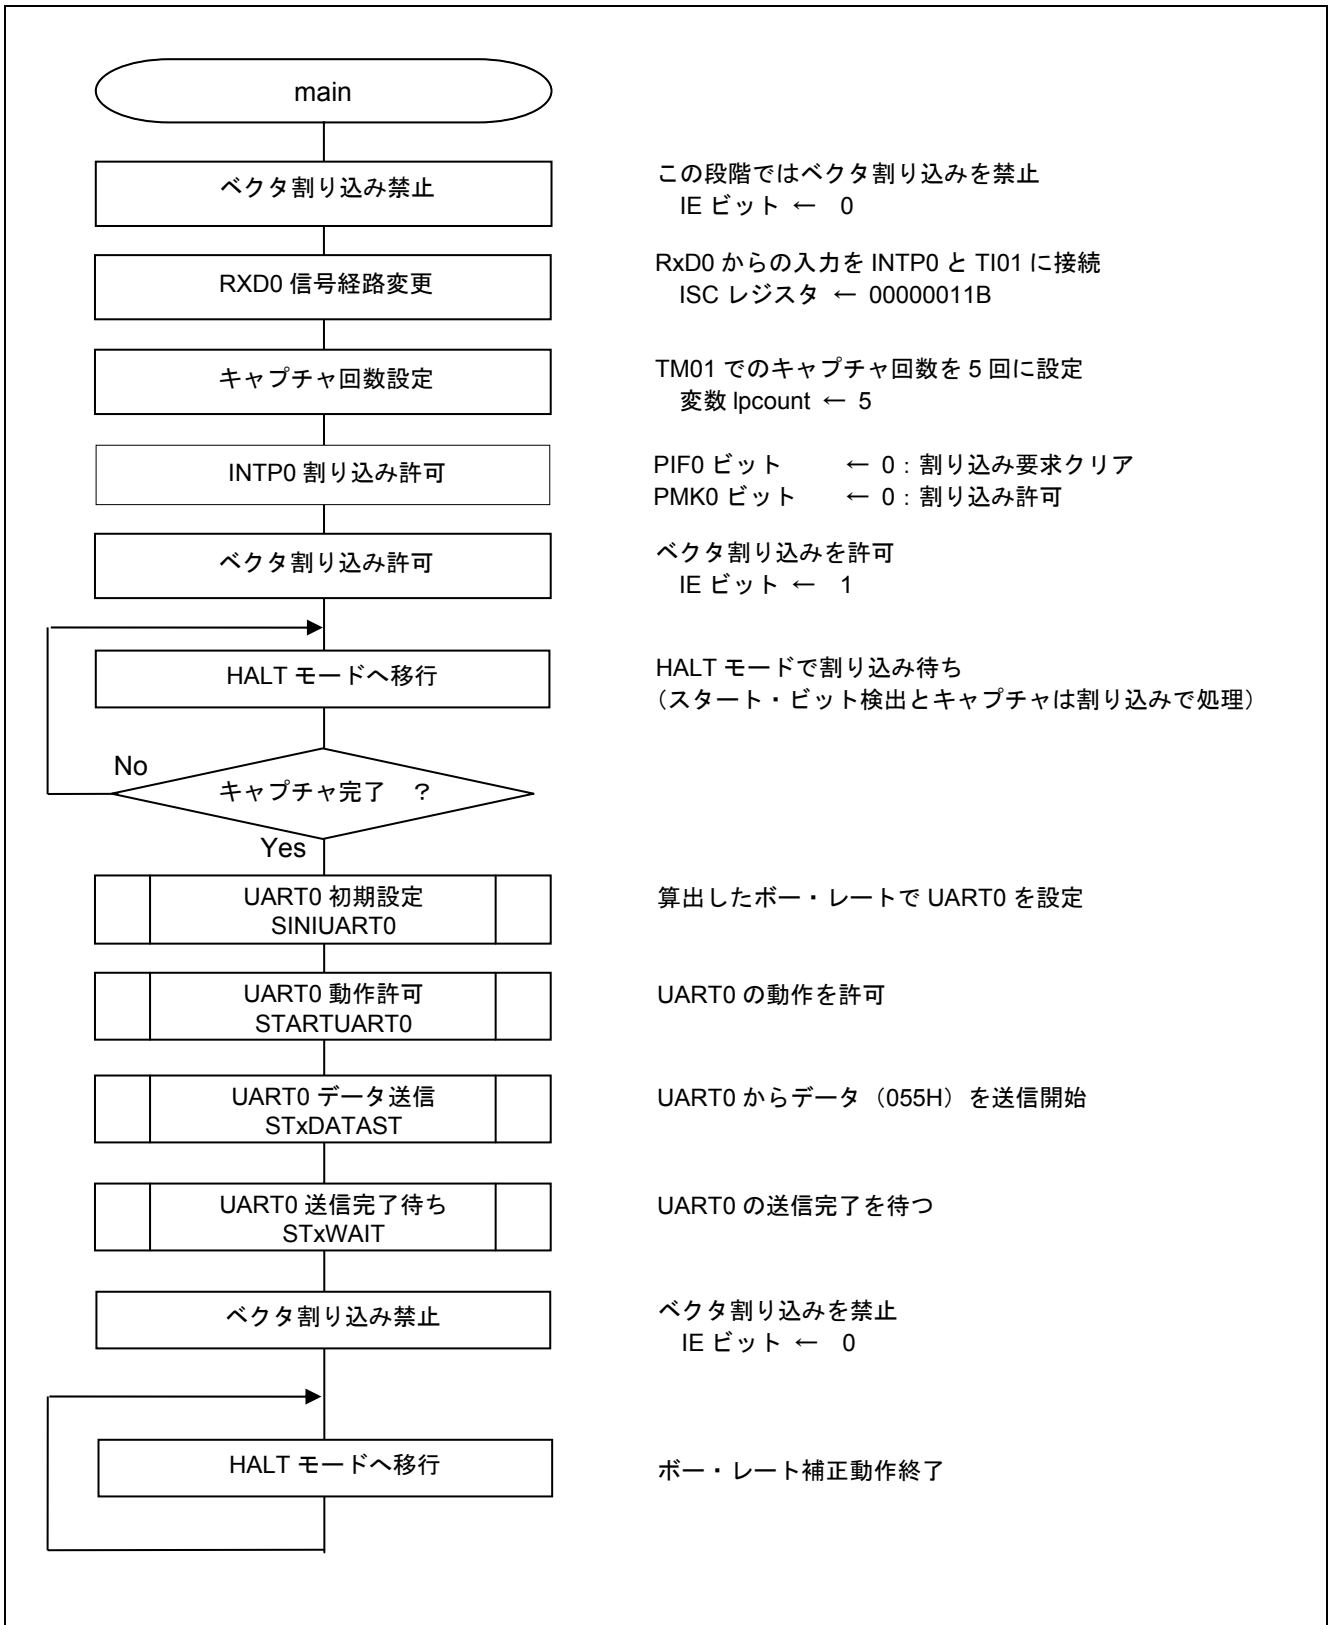 main
ベクタ割り込み禁止
この段階ではベクタ割り込みを禁止
IE ビット ← 0
RXD0 信号経路変更
RxD0 からの入力を INTP0 と TI01 に接続
ISC レジスタ ← 00000011B
キャプチャ回数設定
TM01 でのキャプチャ回数を 5 回に設定
変数 lpcount ← 5
INTP0 割り込み許可
PIF0 ビット ← 0：割り込み要求クリア
PMK0 ビット ← 0：割り込み許可
ベクタ割り込み許可
ベクタ割り込みを許可
IE ビット ← 1
HALT モードへ移行
HALT モードで割り込み待ち
（スタート・ビット検出とキャプチャは割り込みで処理）
No
キャプチャ完了 ？
Yes
UART0 初期設定
SINIUART0
算出したボー・レートで UART0 を設定
UART0 動作許可
STARTUART0
UART0 の動作を許可
UART0 データ送信
STxDATAST
UART0 からデータ（055H）を送信開始
UART0 送信完了待ち
STxWAIT
UART0 の送信完了を待つ
ベクタ割り込み禁止
ベクタ割り込みを禁止
IE ビット ← 0
HALT モードへ移行
ボー・レート補正動作終了